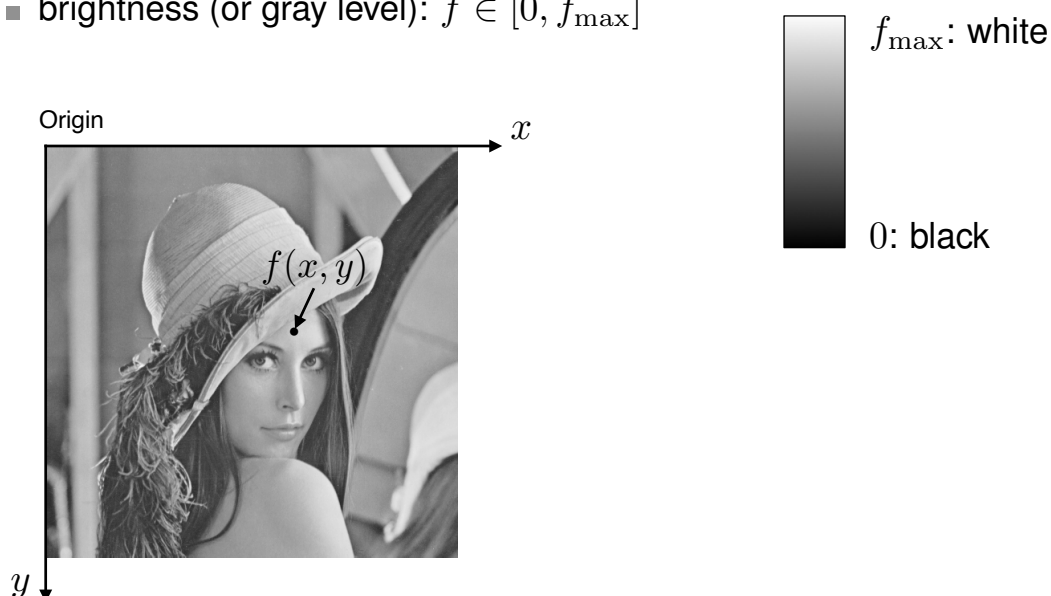 brightness (or gray level): f ∈ [0, f_max]
f_max: white
Origin
x
0: black
f(x, y)
y